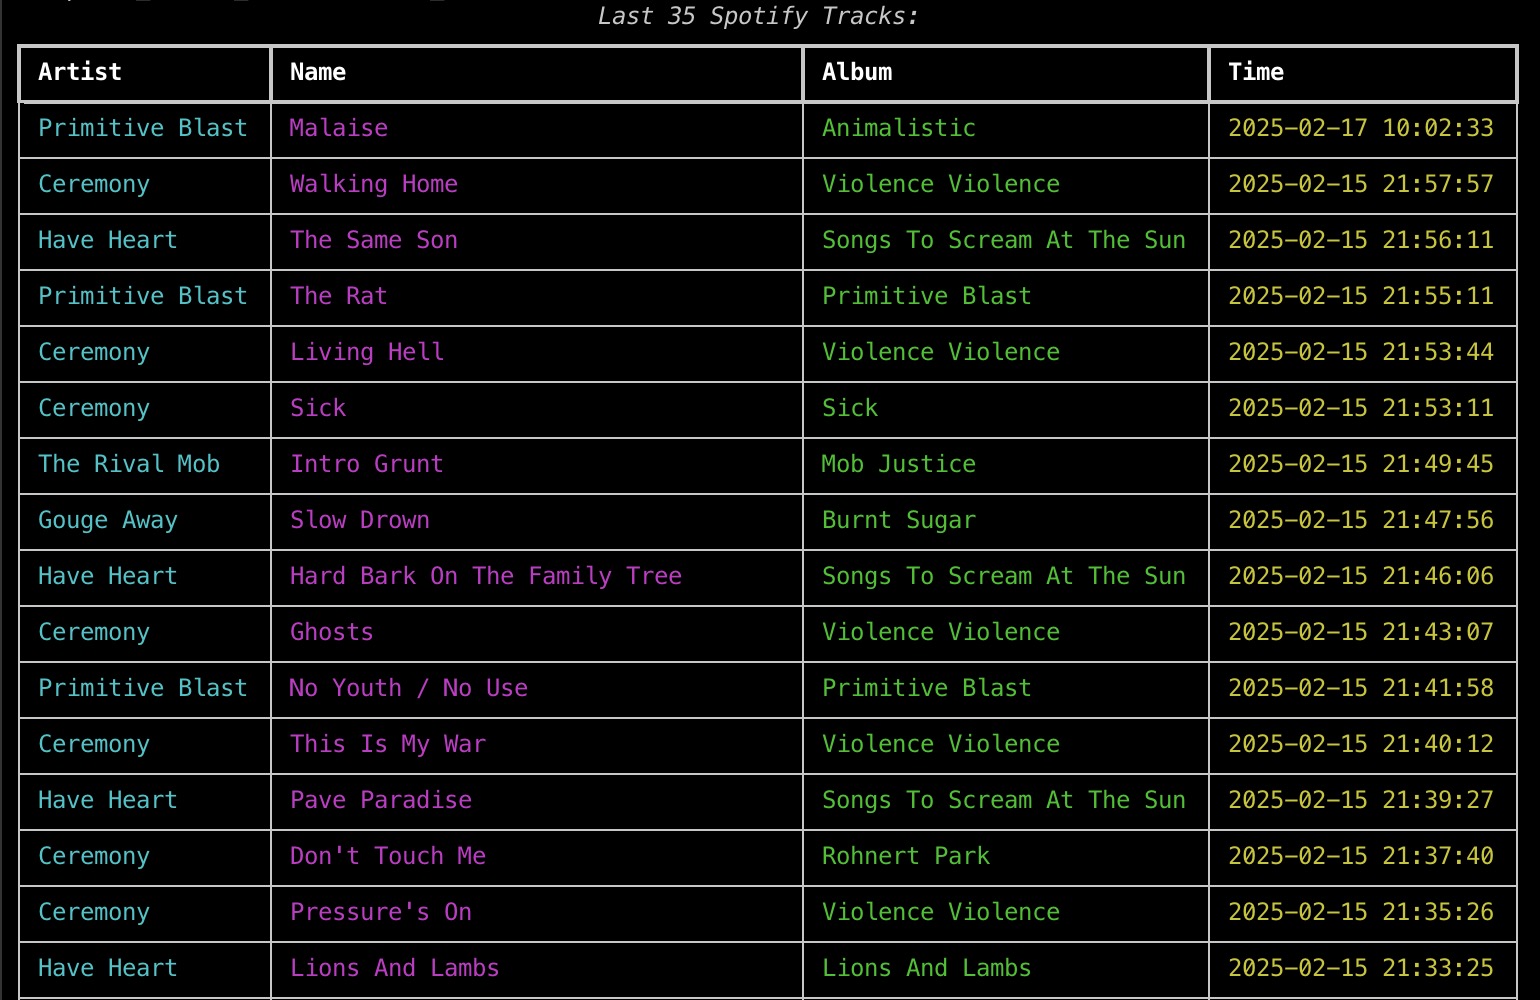 Last 35 Spotify Tracks:
Artist Name Album Time
Primitive Blast Malaise Animalistic 2025-02-17 10:02:33
Ceremony Walking Home Violence Violence 2025-02-15 21:57:57
Have Heart The Same Son Songs To Scream At The Sun 2025-02-15 21:56:11
Primitive Blast The Rat Primitive Blast 2025-02-15 21:55:11
Ceremony Living Hell Violence Violence 2025-02-15 21:53:44
Ceremony Sick Sick 2025-02-15 21:53:11
The Rival Mob Intro Grunt Mob Justice 2025-02-15 21:49:45
Gouge Away Slow Drown Burnt Sugar 2025-02-15 21:47:56
Have Heart Hard Bark On The Family Tree Songs To Scream At The Sun 2025-02-15 21:46:06
Ceremony Ghosts Violence Violence 2025-02-15 21:43:07
Primitive Blast No Youth / No Use Primitive Blast 2025-02-15 21:41:58
Ceremony This Is My War Violence Violence 2025-02-15 21:40:12
Have Heart Pave Paradise Songs To Scream At The Sun 2025-02-15 21:39:27
Ceremony Don't Touch Me Rohnert Park 2025-02-15 21:37:40
Ceremony Pressure's On Violence Violence 2025-02-15 21:35:26
Have Heart Lions And Lambs Lions And Lambs 2025-02-15 21:33:25